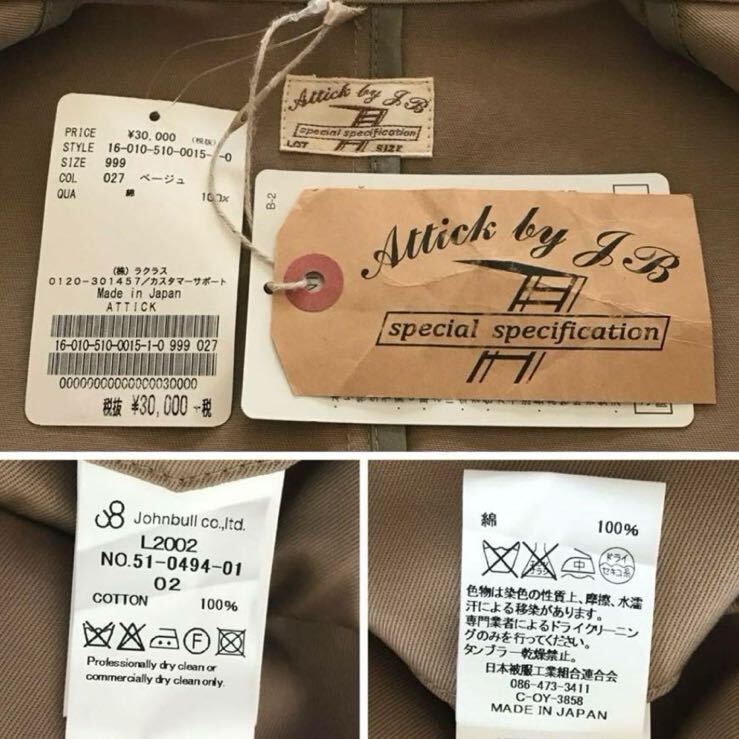 PRICE ¥30.000 (税抜)
STYLE 16-010-510-0015-1-0
SIZE 999
COL 027 ベージュ
QUA 綿 100%
(株) ラクラス
0120-301457/カスタマーサポート
Made in Japan
ATTICK
16-010-510-0015-1-0 999 027
0000000000000000030000
税抜 ¥30,000 +税
Attick by J.B
special specification
LOT SIZE
B-2
Attick by J.B
special specification
Johnbull co.,ltd.
L2002
NO.51-0494-01
02
COTTON 100%
F
Professionally dry clean or
commercially dry clean only.
綿 100%
中
ドライ
セキユ系
色物は染色の性質上、摩擦、水濡
汗による移染があります。
専門業者によるドライクリーニン
グのみを行ってください。
タンブラー乾燥禁止。
日本被服工業組合連合会
086-473-3411
C-OY-3858
MADE IN JAPAN